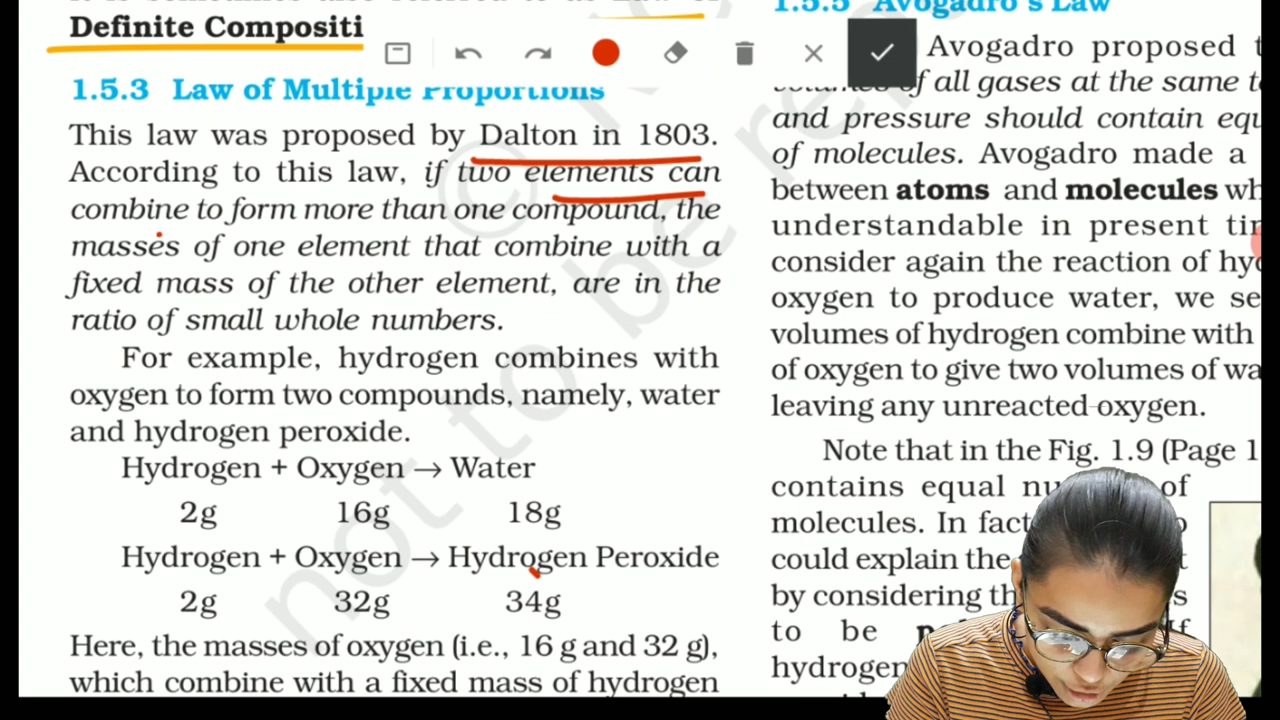 Definite Compositi
1.5.3 Law of Multiple Proportions
This law was proposed by Dalton in 1803.
According to this law, if two elements can
combine to form more than one compound, the
masses of one element that combine with a
fixed mass of the other element, are in the
ratio of small whole numbers.
For example, hydrogen combines with
oxygen to form two compounds, namely, water
and hydrogen peroxide.
Hydrogen + Oxygen → Water
2g 16g 18g
Hydrogen + Oxygen → Hydrogen Peroxide
2g 32g 34g
Here, the masses of oxygen (i.e., 16 g and 32 g),
which combine with a fixed mass of hydrogen
1.5.5 Avogadro's Law
Avogadro proposed
of all gases at the same
and pressure should contain
of molecules. Avogadro made a
between atoms and molecules
understandable in present
consider again the reaction of
oxygen to produce water, we
volumes of hydrogen combine with
of oxygen to give two volumes of
leaving any unreacted oxygen.
Note that in the Fig. 1.9 (Page 1
contains equal of
molecules. In fact
could explain the
by considering
to be
hydrogen
not to be